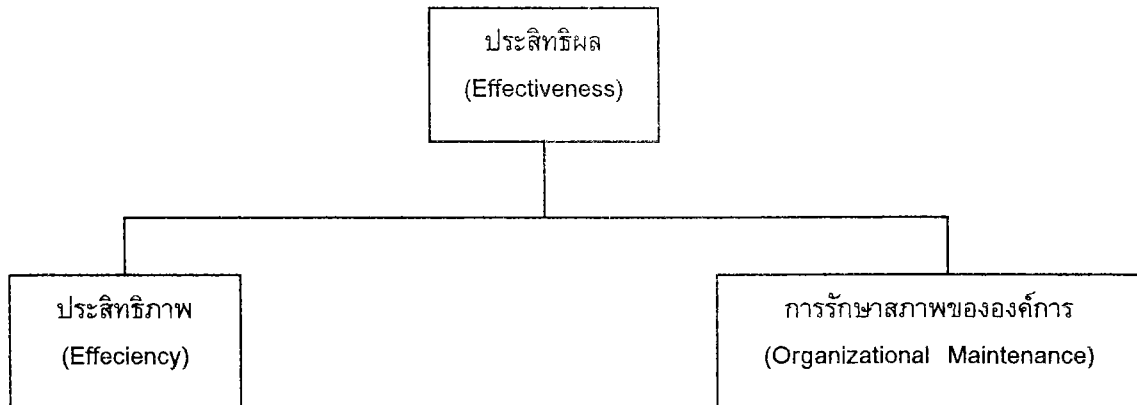 ประสิทธิผล
(Effectiveness)
ประสิทธิภาพ
(Effeciency)
การรักษาสภาพขององค์การ
(Organizational Maintenance)